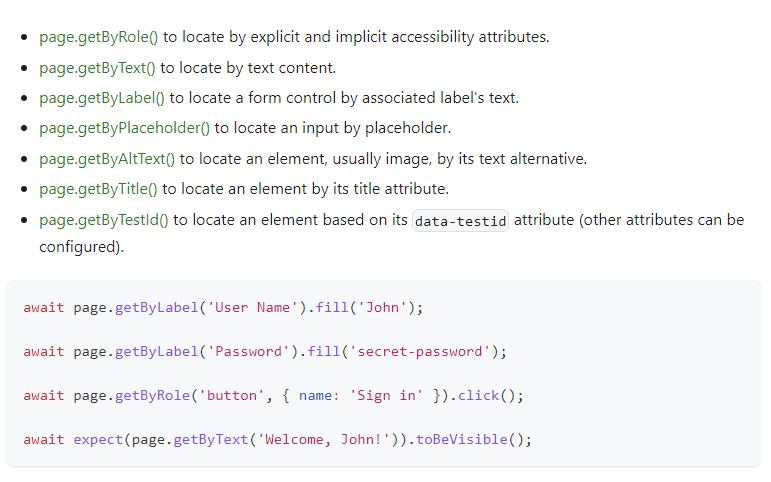 page.getByRole() to locate by explicit and implicit accessibility attributes.
page.getByText() to locate by text content.
page.getByLabel() to locate a form control by associated label's text.
page.getByPlaceholder() to locate an input by placeholder.
page.getByAltText() to locate an element, usually image, by its text alternative.
page.getByTitle() to locate an element by its title attribute.
page.getByTestId() to locate an element based on its data-testid attribute (other attributes can be
configured).
await page.getByLabel('User Name').fill('John');
await page.getByLabel('Password').fill('secret-password');
await page.getByRole('button', { name: 'Sign in' }).click();
await expect(page.getByText('Welcome, John!')).toBeVisible();